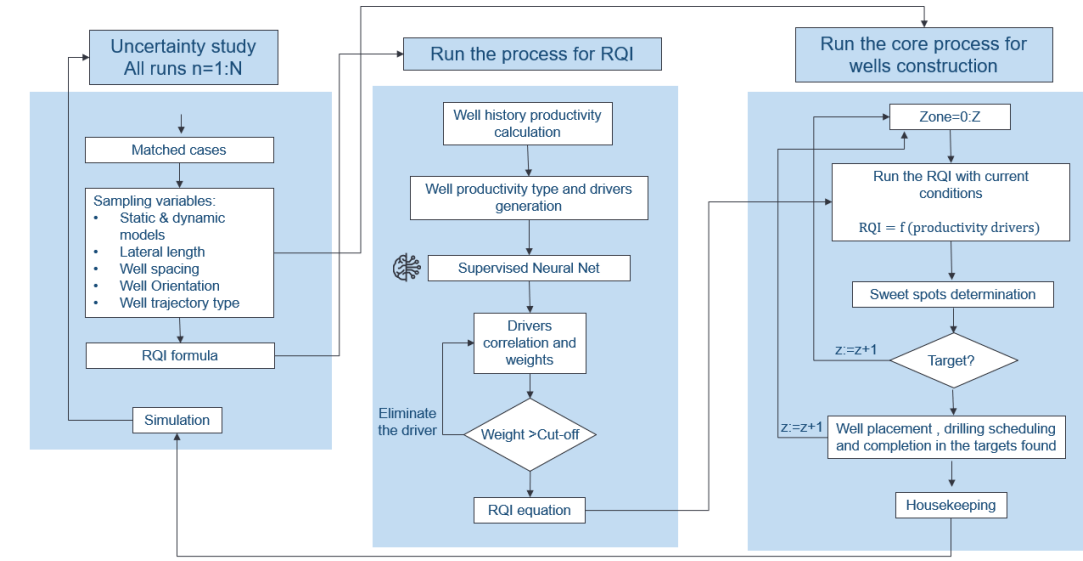 Uncertainty study
All runs n=1:N
Matched cases
Sampling variables:
• Static & dynamic
models
• Lateral length
• Well spacing
• Well Orientation
• Well trajectory type
RQI formula
Simulation
Run the process for RQI
Well history productivity
calculation
Well productivity type and drivers
generation
Supervised Neural Net
Drivers
correlation and
weights
Eliminate
the driver
Weight >Cut-off
RQI equation
Run the core process for
wells construction
Zone=0:Z
Run the RQI with current
conditions
RQI = f (productivity drivers)
Sweet spots determination
z:=z+1
Target?
z:=z+1
Well placement , drilling scheduling
and completion in the targets found
Housekeeping